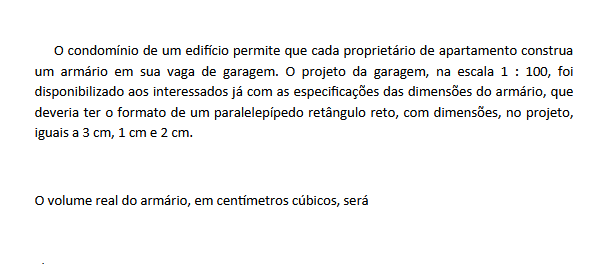 O condomínio de um edifício permite que cada proprietário de apartamento construa
um armário em sua vaga de garagem. O projeto da garagem, na escala 1 : 100, foi
disponibilizado aos interessados já com as especificações das dimensões do armário, que
deveria ter o formato de um paralelepípedo retângulo reto, com dimensões, no projeto,
iguais a 3 cm, 1 cm e 2 cm.
O volume real do armário, em centímetros cúbicos, será